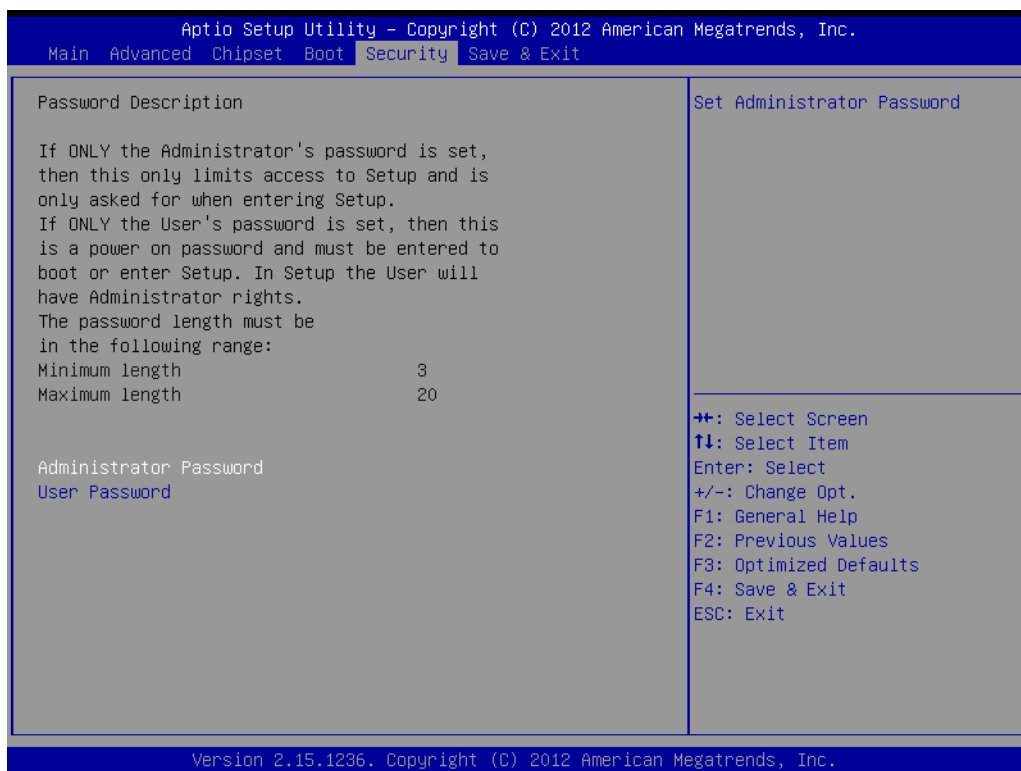 Aptio Setup Utility – Copyright (C) 2012 American Megatrends, Inc.
Main Advanced Chipset Boot Security Save & Exit
Password Description
If ONLY the Administrator's password is set,
then this only limits access to Setup and is
only asked for when entering Setup.
If ONLY the User's password is set, then this
is a power on password and must be entered to
boot or enter Setup. In Setup the User will
have Administrator rights.
The password length must be
in the following range:
Minimum length 3
Maximum length 20
Administrator Password
User Password
Set Administrator Password
→←: Select Screen
↑↓: Select Item
Enter: Select
+/-: Change Opt.
F1: General Help
F2: Previous Values
F3: Optimized Defaults
F4: Save & Exit
ESC: Exit
Version 2.15.1236. Copyright (C) 2012 American Megatrends, Inc.